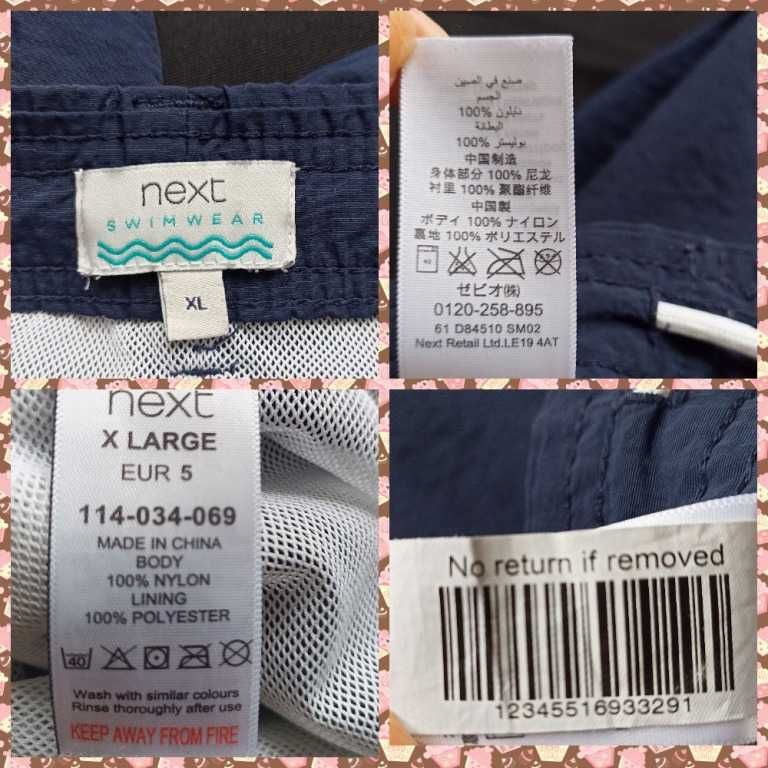 next
SWIMWEAR
XL
صنع في الصين
الجسم
نايلون %100
البطانة
بوليستر %100
中国制造
身体部分 100% 尼龙
衬里 100% 聚酯纤维
中国製
ボディ 100% ナイロン
裏地 100% ポリエステル
ゼビオ㈱
0120-258-895
61 D84510 SM02
Next Retail Ltd.LE19 4AT
next
X LARGE
EUR 5
114-034-069
MADE IN CHINA
BODY
100% NYLON
LINING
100% POLYESTER
40
Wash with similar colours
Rinse thoroughly after use
KEEP AWAY FROM FIRE
No return if removed
12345516933291